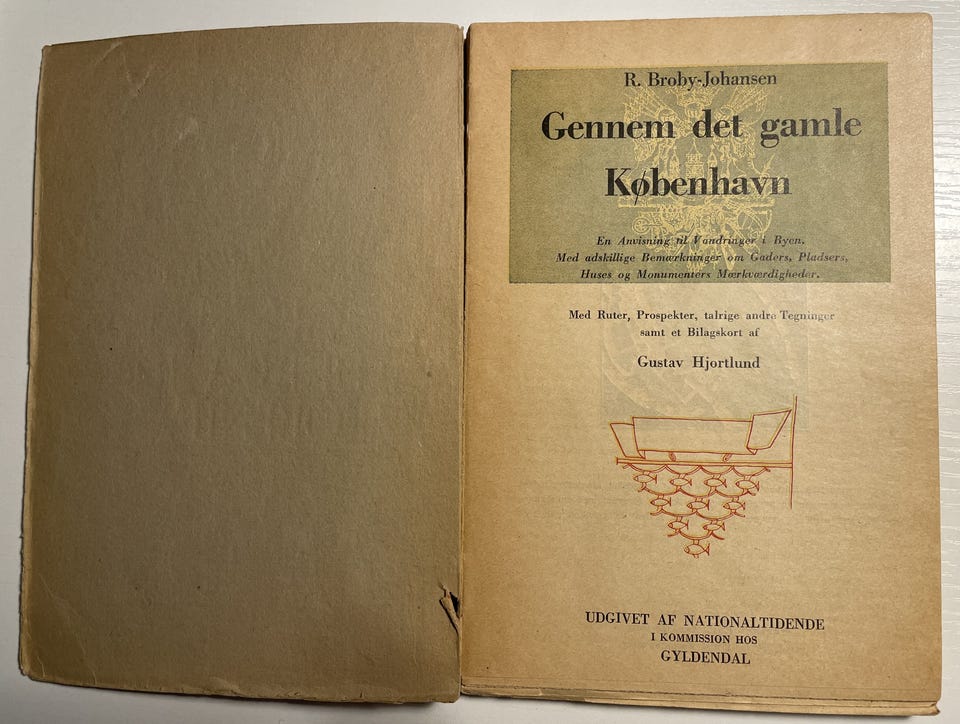 R. Broby-Johansen
Gennem det gamle
København
En Anvisning til Vandringer i Byen.
Med adskillige Bemærkninger om Gaders, Pladsers,
Huses og Monumenters Mærkværdigheder.
Med Ruter, Prospekter, talrige andre Tegninger
samt et Bilagskort af
Gustav Hjortlund
UDGIVET AF NATIONALTIDENDE
I KOMMISSION HOS
GYLDENDAL